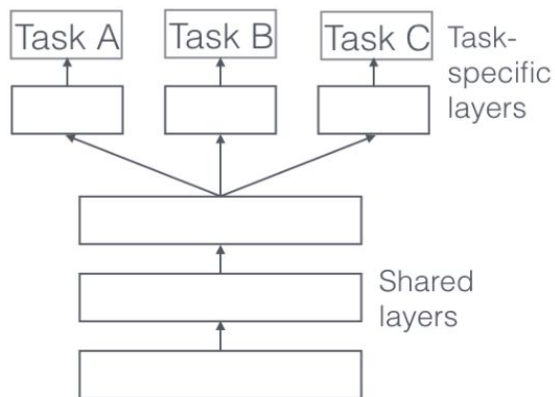 Task A
Task B
Task C
Task-
specific
layers
Shared
layers